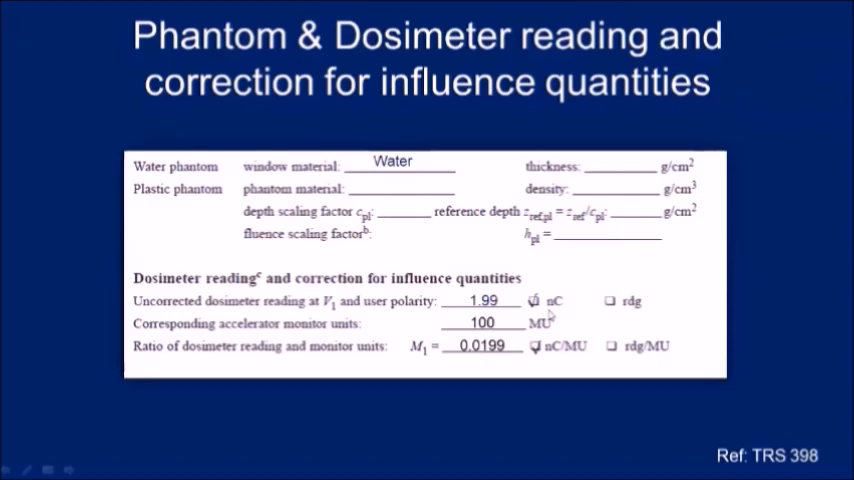 Phantom & Dosimeter reading and
correction for influence quantities
Water phantom window material: Water thickness: g/cm2
Plastic phantom phantom material: density: g/cm3
depth scaling factor cpl: reference depth zref,pl = zref/cpl: g/cm2
fluence scaling factorb: hpl =
Dosimeter readingc and correction for influence quantities
Uncorrected dosimeter reading at V1 and user polarity: 1.99 nC rdg
Corresponding accelerator monitor units: 100 MU
Ratio of dosimeter reading and monitor units: M1 = 0.0199 nC/MU rdg/MU
Ref: TRS 398